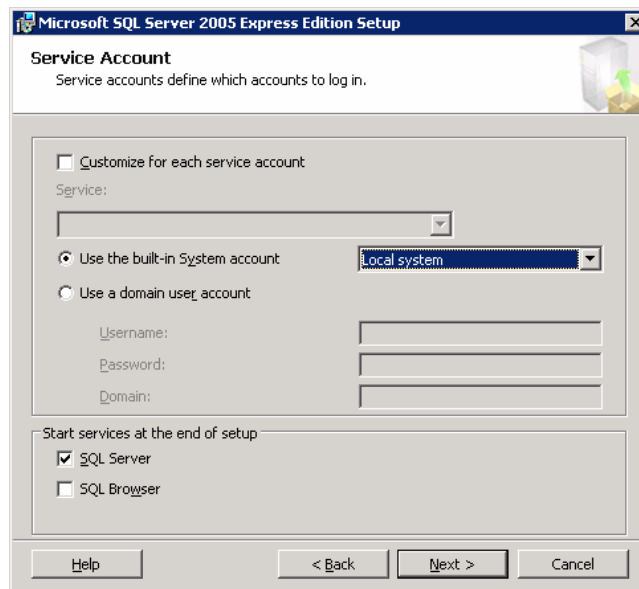 Microsoft SQL Server 2005 Express Edition Setup
Service Account
Service accounts define which accounts to log in.
Customize for each service account
Service:
Use the built-in System account
Local system
Use a domain user account
Username:
Password:
Domain:
Start services at the end of setup
SQL Server
SQL Browser
Help
< Back
Next >
Cancel